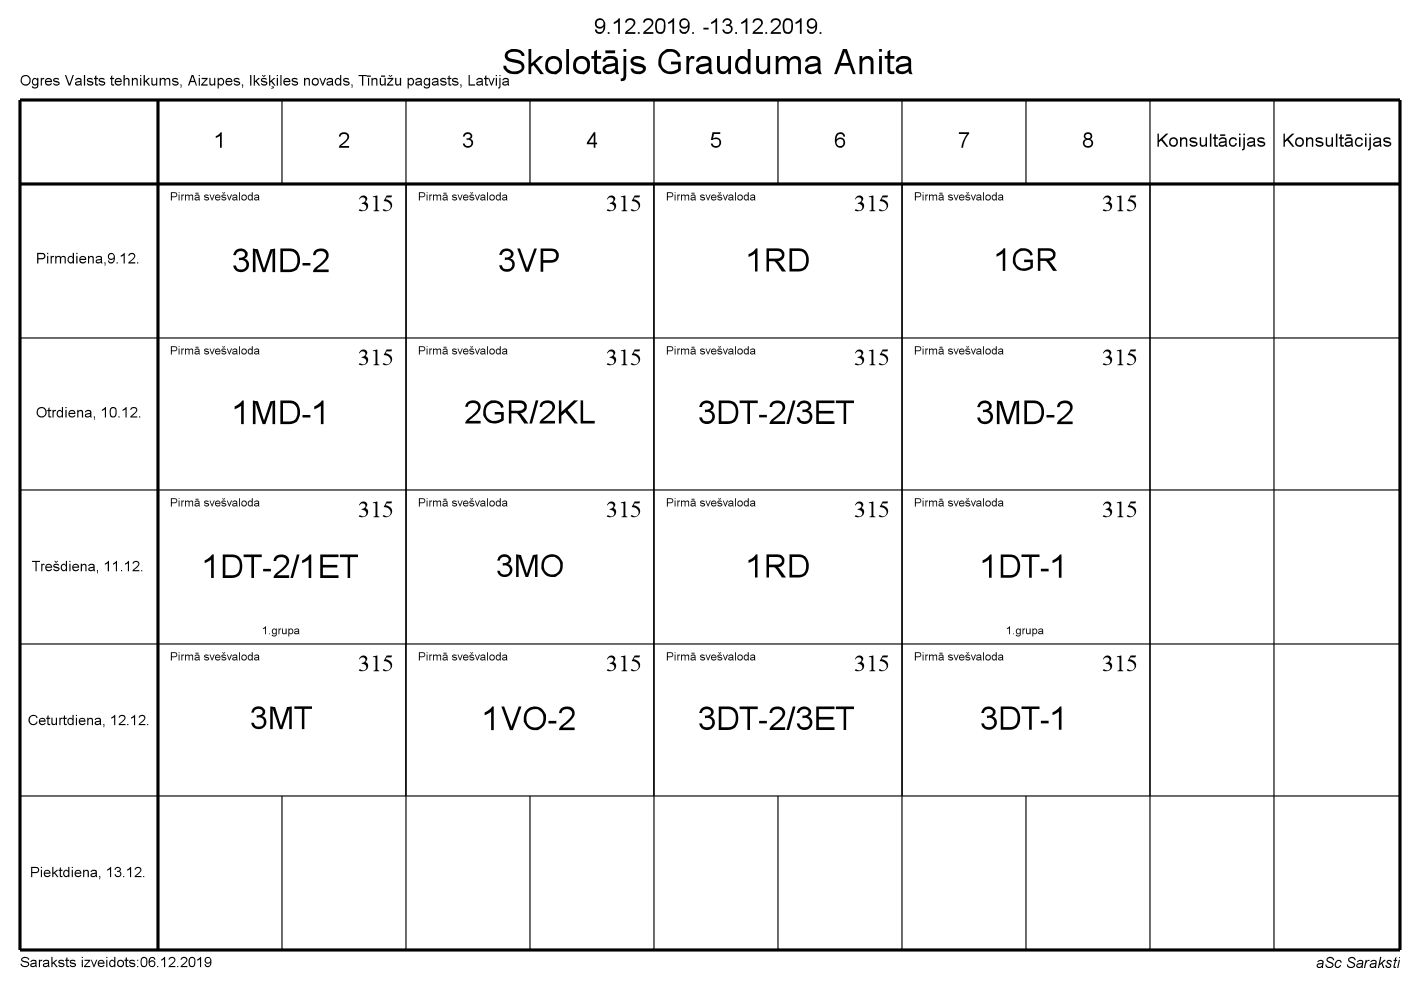 9.12.2019. -13.12.2019.
Skolotājs Grauduma Anita
Ogres Valsts tehnikums, Aizupes, Ikšķiles novads, Tīnūžu pagasts, Latvija
1 2 3 4 5 6 7 8 Konsultācijas Konsultācijas
Pirmā svešvaloda 315 Pirmā svešvaloda 315 Pirmā svešvaloda 315 Pirmā svešvaloda 315
Pirmdiena,9.12. 3MD-2 3VP 1RD 1GR
Pirmā svešvaloda 315 Pirmā svešvaloda 315 Pirmā svešvaloda 315 Pirmā svešvaloda 315
Otrdiena, 10.12. 1MD-1 2GR/2KL 3DT-2/3ET 3MD-2
Pirmā svešvaloda 315 Pirmā svešvaloda 315 Pirmā svešvaloda 315 Pirmā svešvaloda 315
Trešdiena, 11.12. 1DT-2/1ET 3MO 1RD 1DT-1
1.grupa 1.grupa
Pirmā svešvaloda 315 Pirmā svešvaloda 315 Pirmā svešvaloda 315 Pirmā svešvaloda 315
Ceturtdiena, 12.12. 3MT 1VO-2 3DT-2/3ET 3DT-1
Piektdiena, 13.12.
Saraksts izveidots:06.12.2019 aSc Saraksti